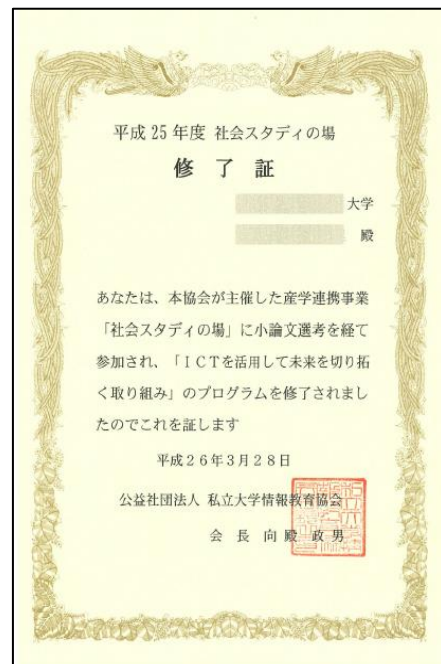 平成25年度 社会スタディの場
修了証
大学
殿
あなたは、本協会が主催した産学連携事業
「社会スタディの場」に小論文選考を経て
参加され、「ICTを活用して未来を切り拓
く取り組み」のプログラムを修了されまし
たのでこれを証します
平成26年3月28日
公益社団法人 私立大学情報教育協会
会長 向殿 政男